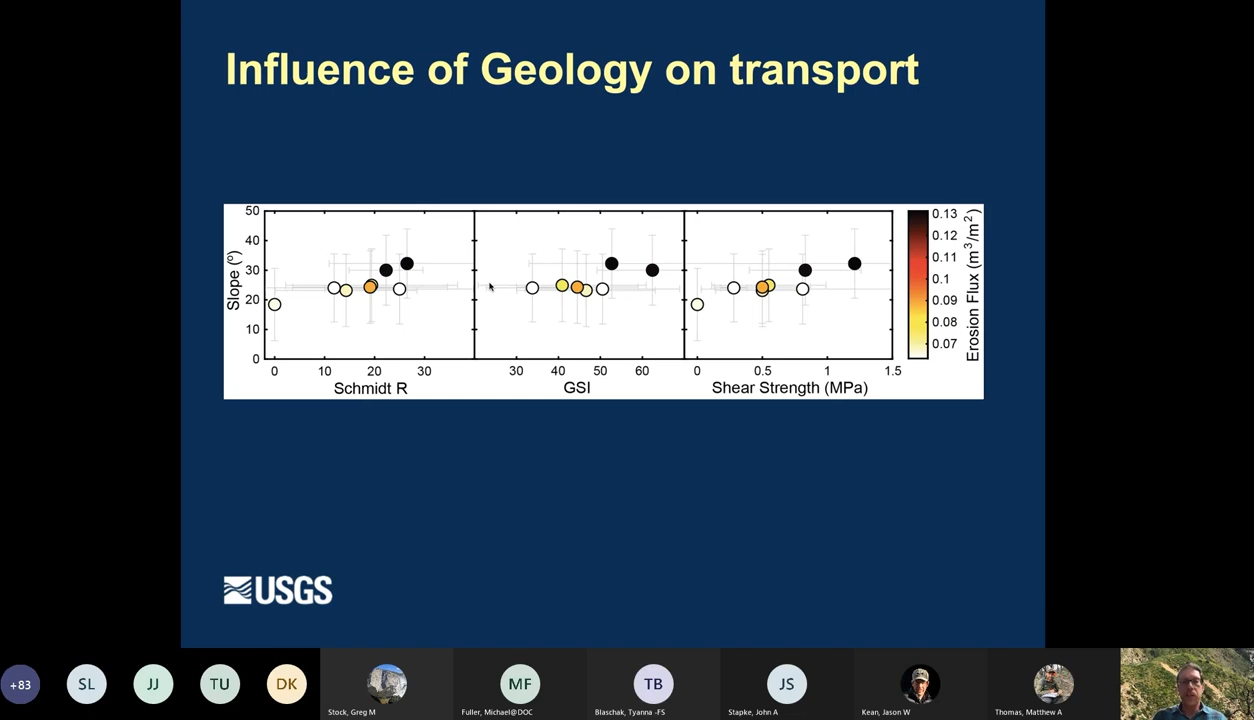 Influence of Geology on transport
50
40
30
20
10
0
Slope (º)
0 10 20 30
Schmidt R
30 40 50 60
GSI
0 0.5 1 1.5
Shear Strength (MPa)
0.13
0.12
0.11
0.1
0.09
0.08
0.07
Erosion Flux (m³/m²)
USGS
+83
SL
JJ
TU
DK
MF
TB
JS
Stock, Greg M
Fuller, Michael@DOC
Blaschak, Tyanna -FS
Stapke, John A
Kean, Jason W
Thomas, Matthew A